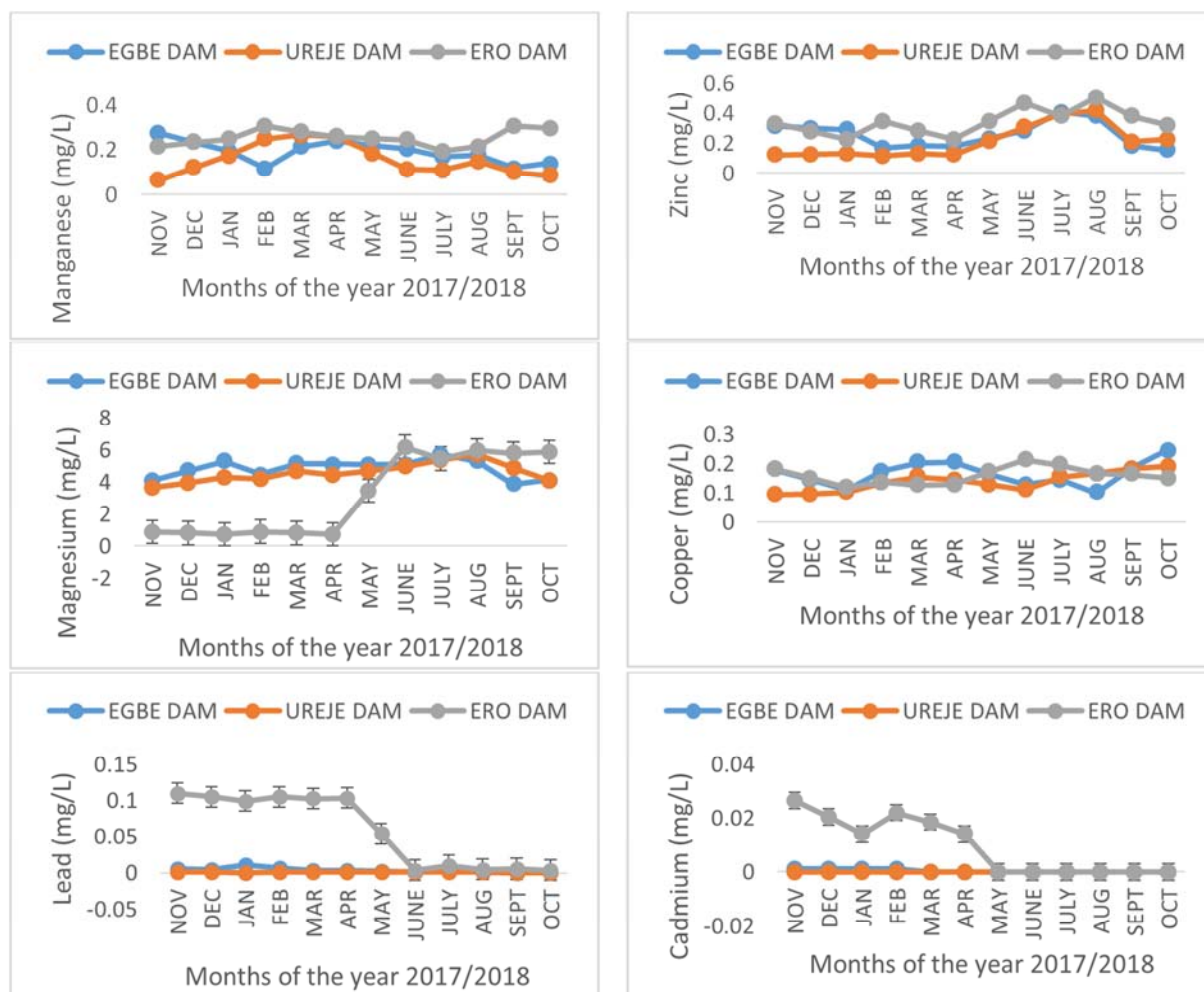 EGBE DAM UREJE DAM ERO DAM
Manganese (mg/L)
0.4
0.2
0
NOV
DEC
JAN
FEB
MAR
APR
MAY
JUNE
JULY
AUG
SEPT
OCT
Months of the year 2017/2018
EGBE DAM UREJE DAM ERO DAM
Zinc (mg/L)
0.6
0.4
0.2
0
NOV
DEC
JAN
FEB
MAR
APR
MAY
JUNE
JULY
AUG
SEPT
OCT
Months of the year 2017/2018
EGBE DAM UREJE DAM ERO DAM
Magnesium (mg/L)
8
6
4
2
0
-2
NOV
DEC
JAN
FEB
MAR
APR
MAY
JUNE
JULY
AUG
SEPT
OCT
Months of the year 2017/2018
EGBE DAM UREJE DAM ERO DAM
Copper (mg/L)
0.3
0.2
0.1
0
NOV
DEC
JAN
FEB
MAR
APR
MAY
JUNE
JULY
AUG
SEPT
OCT
Months of the year 2017/2018
EGBE DAM UREJE DAM ERO DAM
Lead (mg/L)
0.15
0.1
0.05
0
-0.05
NOV
DEC
JAN
FEB
MAR
APR
MAY
JUNE
JULY
AUG
SEPT
OCT
Months of the year 2017/2018
EGBE DAM UREJE DAM ERO DAM
Cadmium (mg/L)
0.04
0.02
0
-0.02
NOV
DEC
JAN
FEB
MAR
APR
MAY
JUNE
JULY
AUG
SEPT
OCT
Months of the year 2017/2018